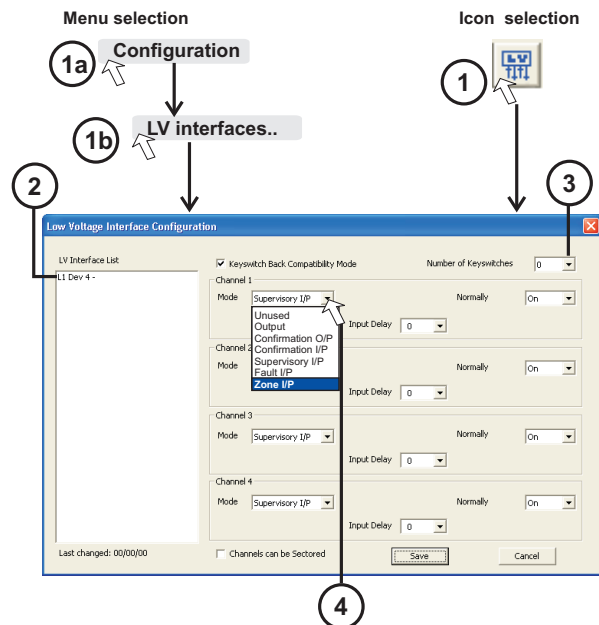 Menu selection
Icon selection
1a
Configuration
LV
1
1b
LV interfaces..
2
3
Low Voltage Interface Configuration
LV Interface List
Keyswitch Back Compatibility Mode
Number of Keyswitches
0
L1 Dev 4 -
Channel 1
Mode
Supervisory I/P
Normally
On
Unused
Output
Confirmation O/P
Confirmation I/P
Supervisory I/P
Fault I/P
Zone I/P
Input Delay
0
Channel 2
Mode
Normally
On
Input Delay
0
Channel 3
Mode
Supervisory I/P
Normally
On
Input Delay
0
Channel 4
Mode
Supervisory I/P
Normally
On
Input Delay
0
Last changed: 00/00/00
Channels can be Sectored
Save
Cancel
4